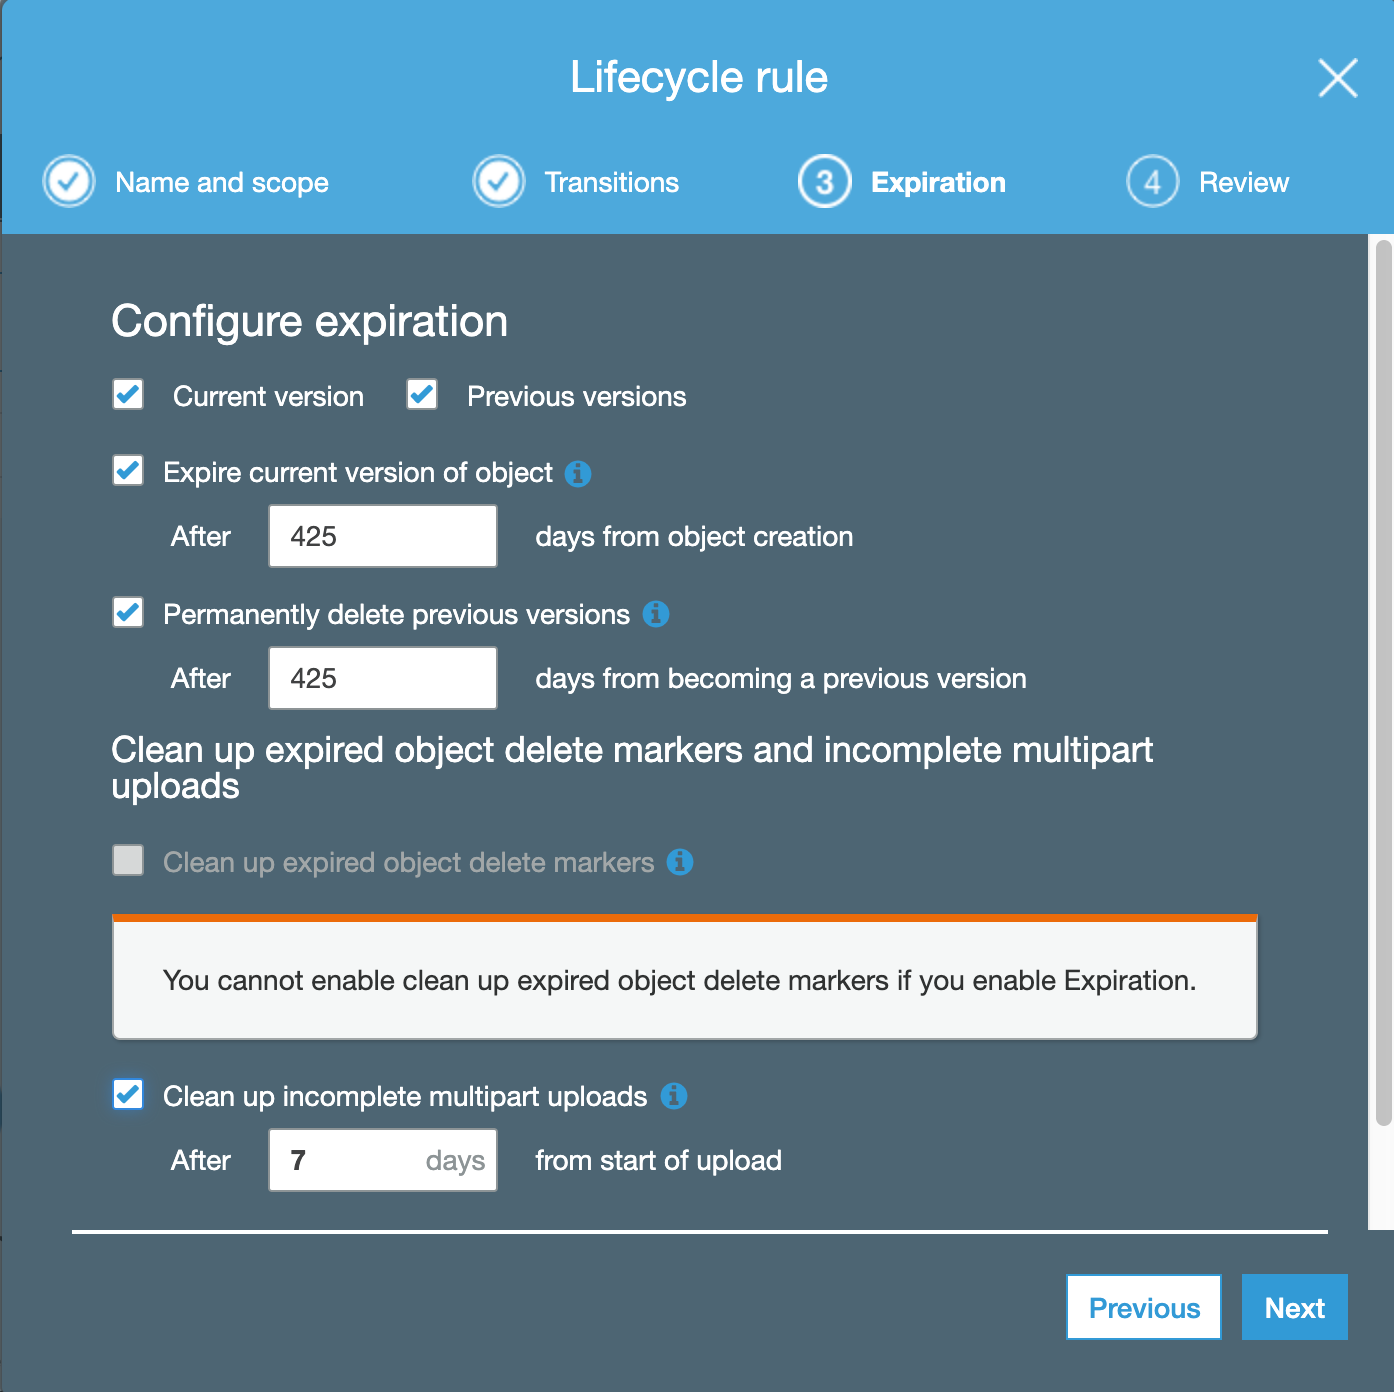 Lifecycle rule
Name and scope
Transitions
3 Expiration
4 Review
Configure expiration
Current version
Previous versions
Expire current version of object
After 425 days from object creation
Permanently delete previous versions
After 425 days from becoming a previous version
Clean up expired object delete markers and incomplete multipart
uploads
Clean up expired object delete markers
You cannot enable clean up expired object delete markers if you enable Expiration.
Clean up incomplete multipart uploads
After 7 days from start of upload
Previous
Next